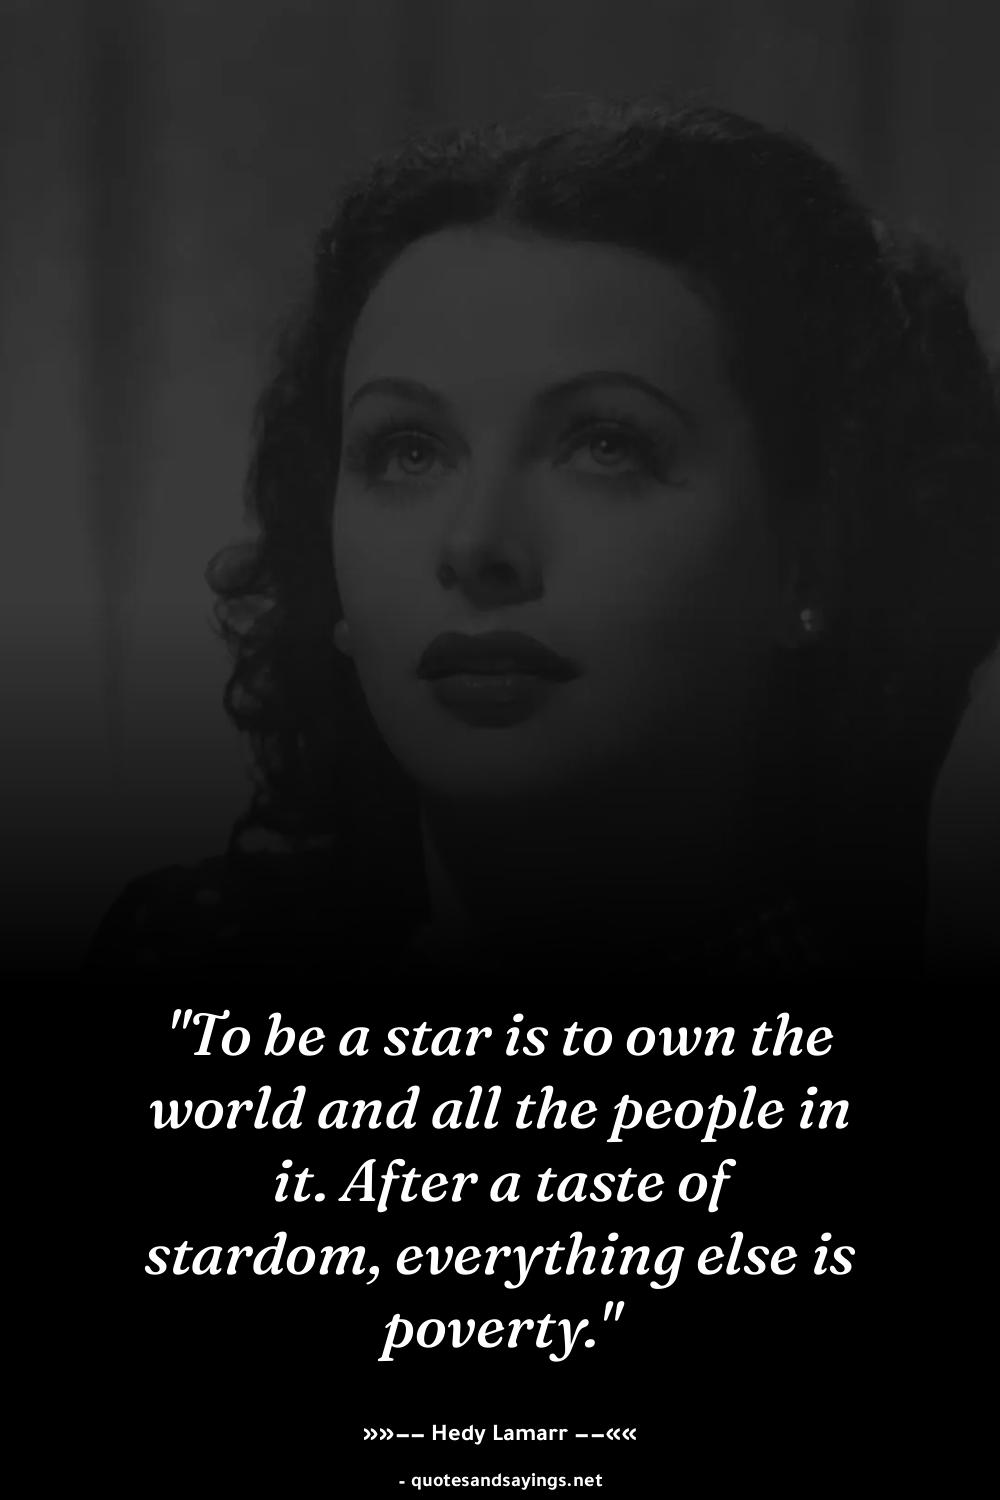 "To be a star is to own the
world and all the people in
it. After a taste of
stardom, everything else is
poverty."
»»–– Hedy Lamarr ––««
- quotesandsayings.net